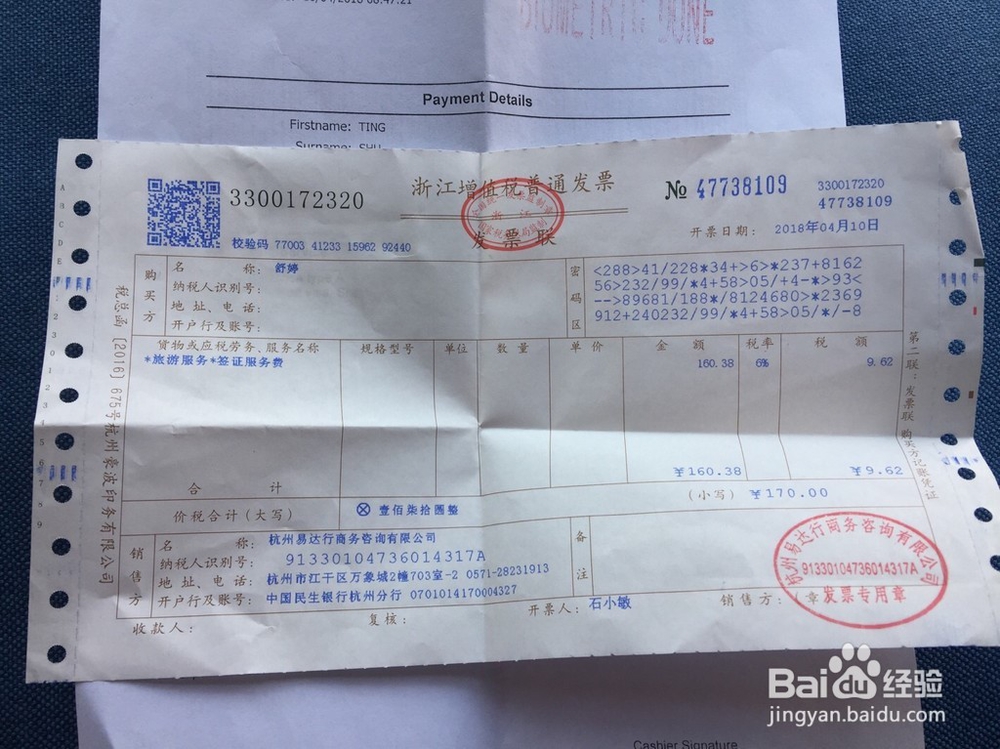 BIOMETRIC DONE
Payment Details
Firstname: TING
Surname: SHU
3300172320
浙江增值税普通发票
发票联
№ 47738109
3300172320
47738109
校验码 77003 41233 15962 92440
开票日期: 2018年04月10日
购买方
名 称: 舒婷
纳税人识别号:
地址、电话:
开户行及账号:
密码区
<288>41/228*34+>6>*237+8162
56>232/99/*4+58>05/+4-*>93<
-->89681/188*/8124680>*2369
912+240232/99/*4+58>05/*/-8
货物或应税劳务、服务名称 规格型号 单位 数量 单价 金额 税率 税额
*旅游服务*签证服务费 160.38 6% 9.62
合 计 ¥160.38 ¥9.62
价税合计(大写) ⊗ 壹佰柒拾圆整 (小写) ¥170.00
销售方
名 称: 杭州易达行商务咨询有限公司
纳税人识别号: 91330104736014317A
地址、电话: 杭州市江干区万象城2幢703室-2 0571-28231913
开户行及账号: 中国民生银行杭州分行 0701014170004327
备注
收款人:
复核:
开票人: 石小敏
销售方:(章
杭州易达行商务咨询有限公司
91330104736014317A
发票专用章
税总函[2016]675号杭州豪波印务有限公司
第二联:发票联 购买方记账凭证
Cashier Signature
Baidu经验
jingyan.baidu.com